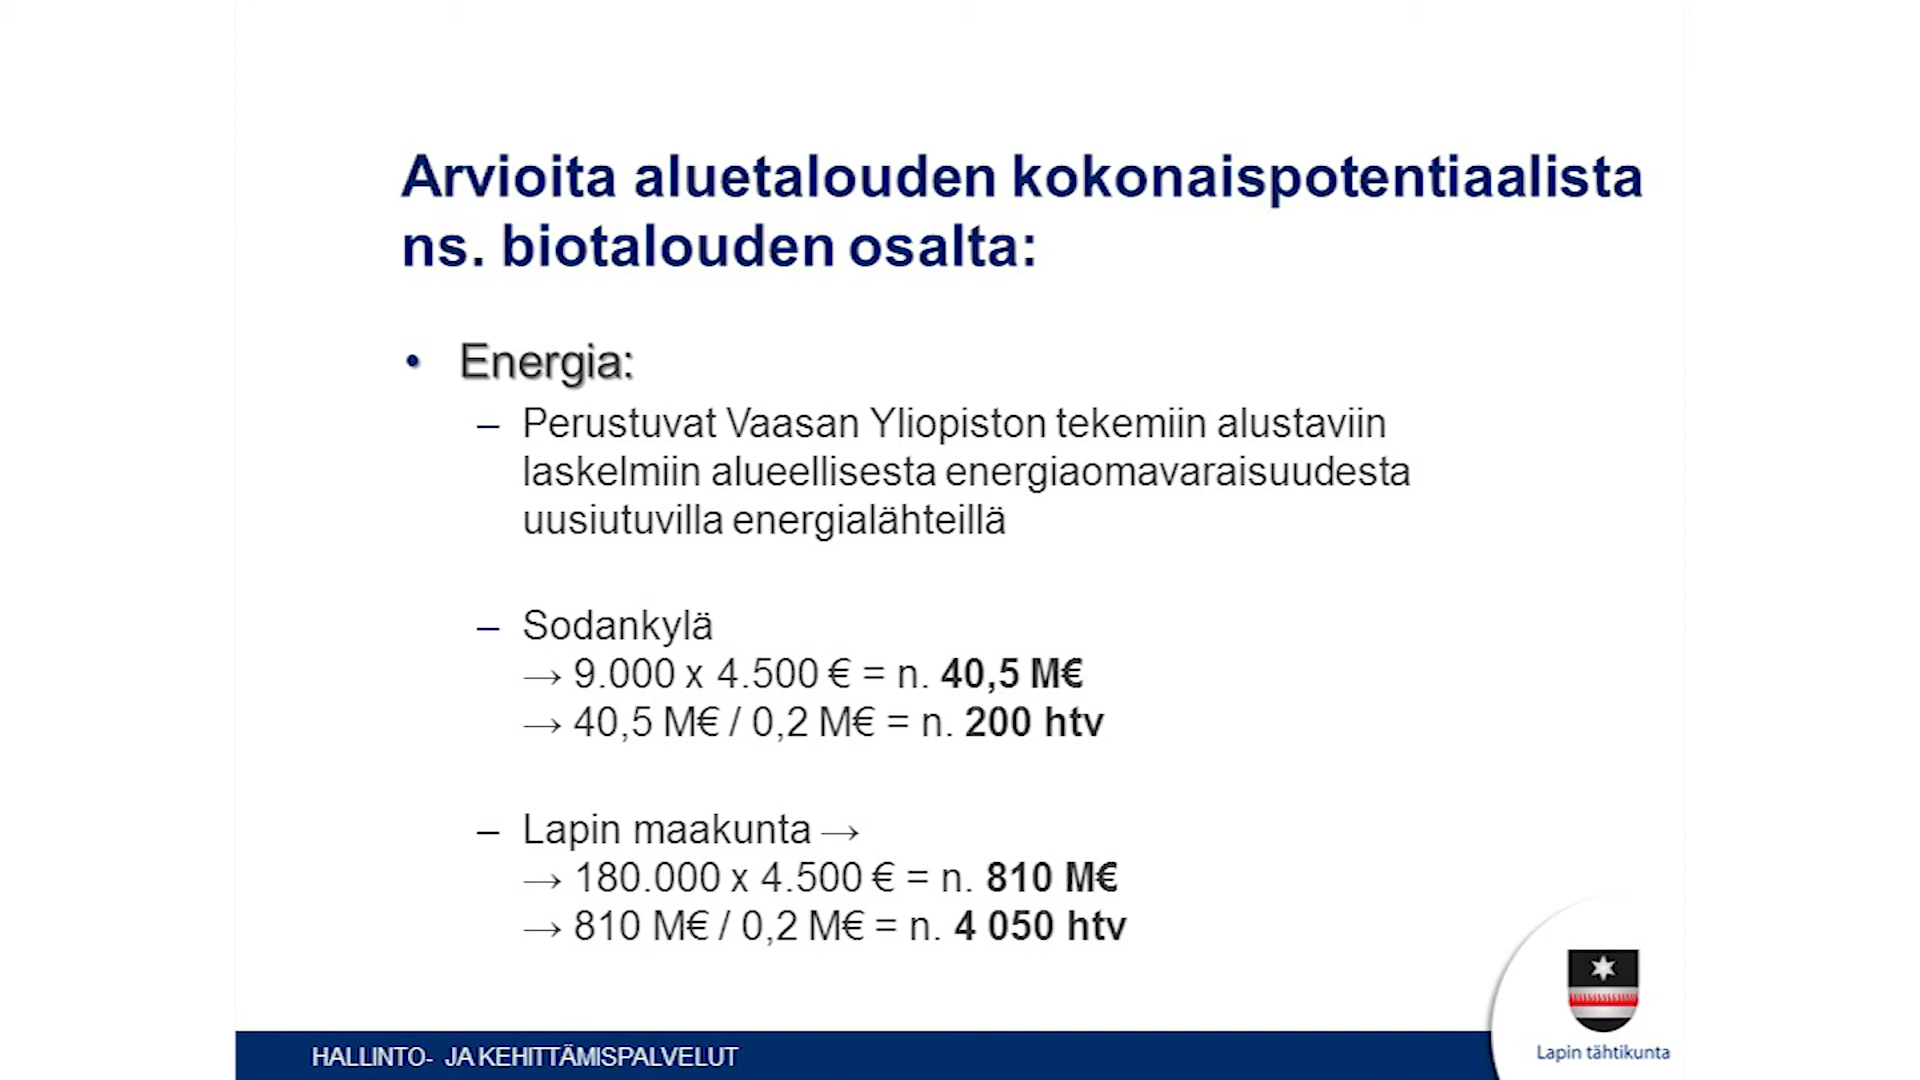 Arvioita aluetalouden kokonaispotentiaalista
ns. biotalouden osalta:
• Energia:
– Perustuvat Vaasan Yliopiston tekemiin alustaviin
laskelmiin alueellisesta energiaomavaraisuudesta
uusiutuvilla energialähteillä
– Sodankylä
→ 9.000 x 4.500 € = n. 40,5 M€
→ 40,5 M€ / 0,2 M€ = n. 200 htv
– Lapin maakunta →
→ 180.000 x 4.500 € = n. 810 M€
→ 810 M€ / 0,2 M€ = n. 4 050 htv
HALLINTO- JA KEHITTÄMISPALVELUT
Lapin tähtikunta